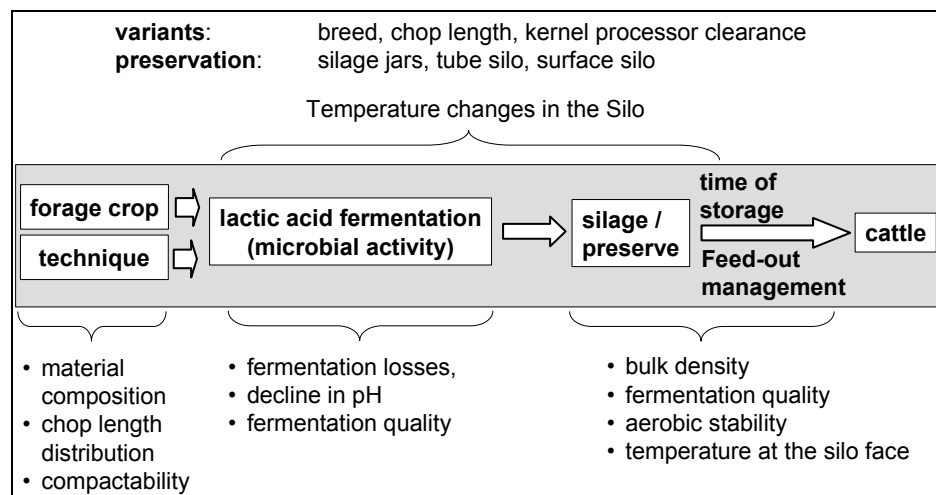 variants: breed, chop length, kernel processor clearance
preservation: silage jars, tube silo, surface silo
Temperature changes in the Silo
forage crop
technique
lactic acid fermentation
(microbial activity)
silage /
preserve
time of
storage
Feed-out
management
cattle
• material
composition
• chop length
distribution
• compactability
• fermentation losses,
• decline in pH
• fermentation quality
• bulk density
• fermentation quality
• aerobic stability
• temperature at the silo face